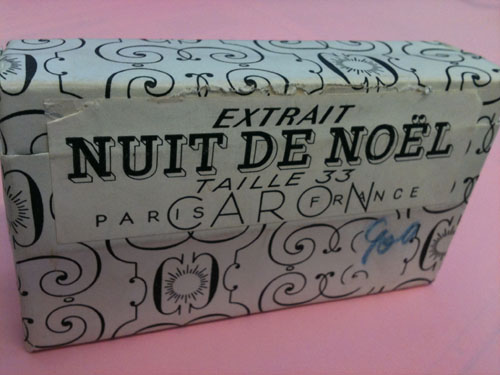 EXTRAIT
NUIT DE NOËL
TAILLE 33
PARIS CARON FRANCE